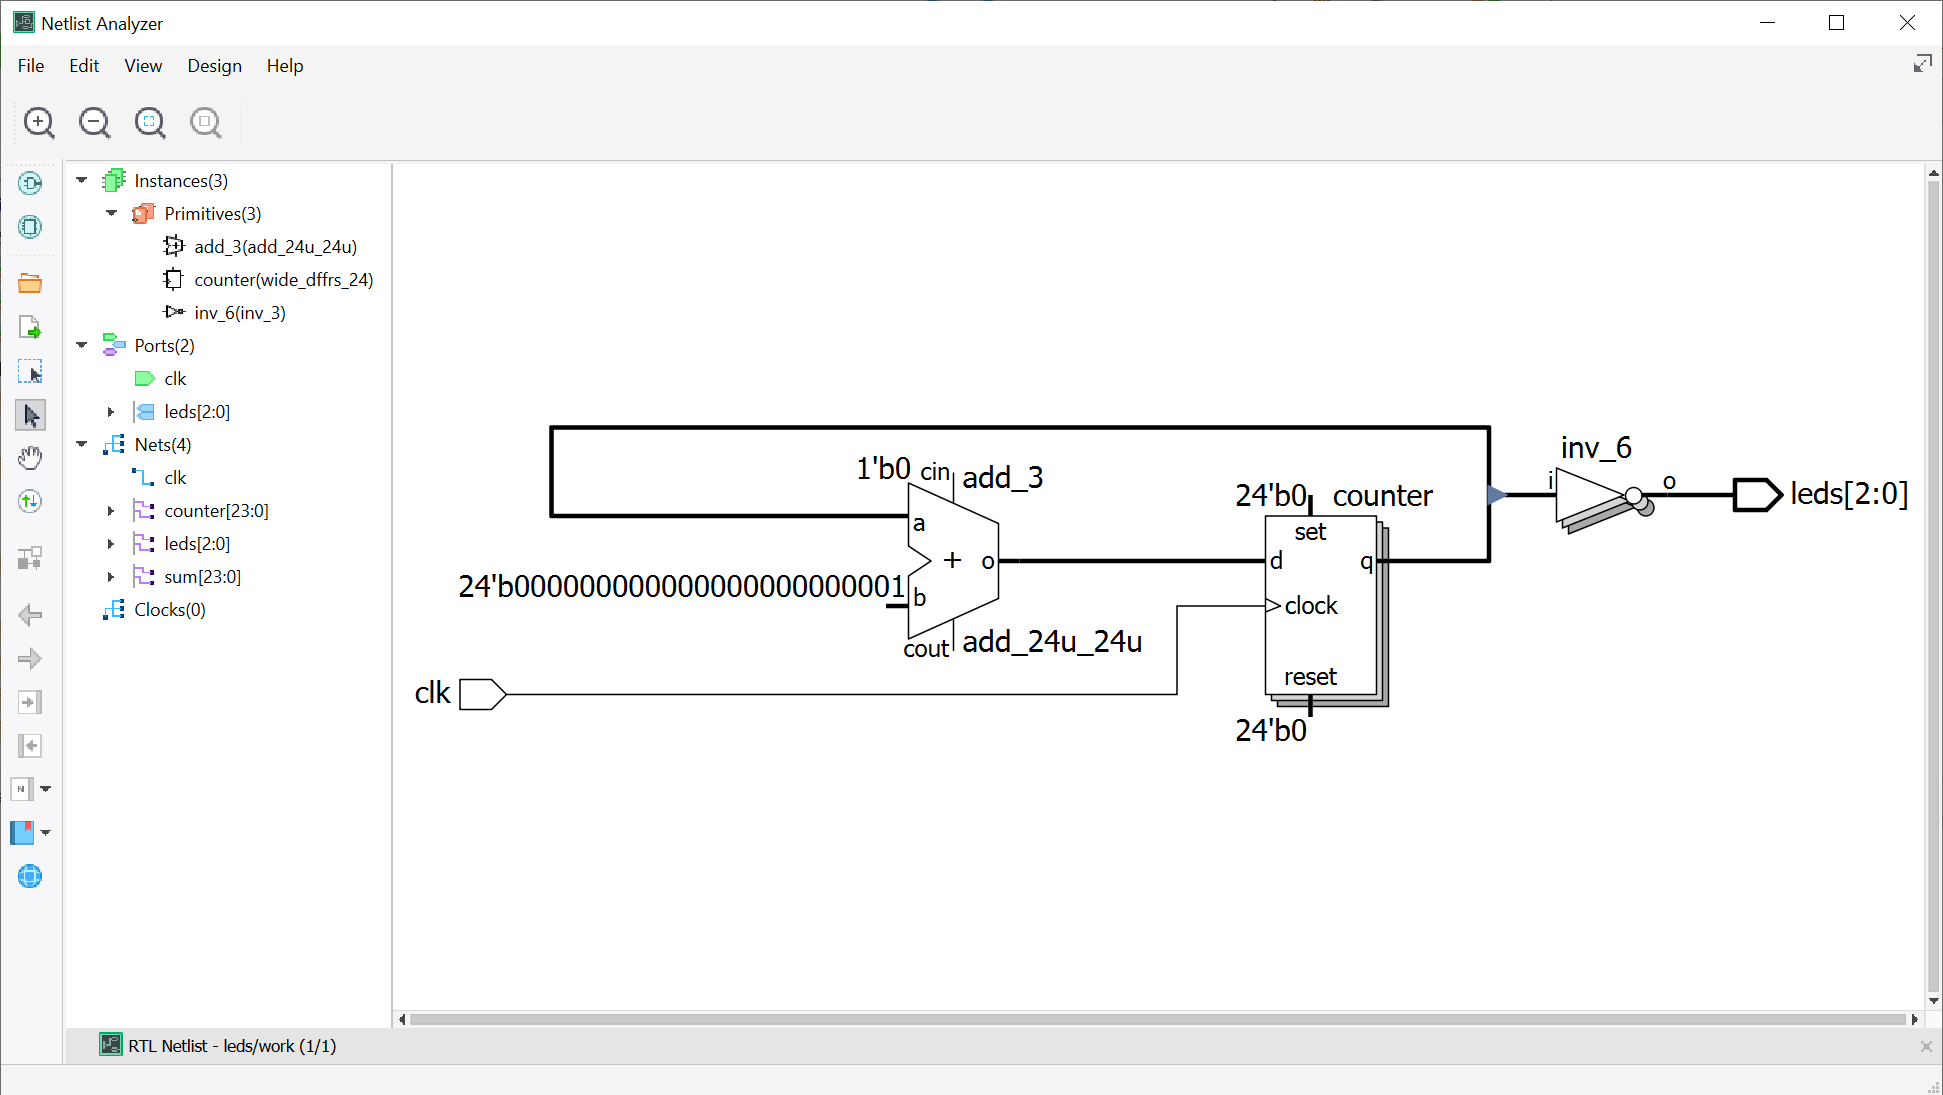 Netlist Analyzer
File Edit View Design Help
Instances(3)
Primitives(3)
add_3(add_24u_24u)
counter(wide_dffrs_24)
inv_6(inv_3)
Ports(2)
clk
leds[2:0]
Nets(4)
clk
counter[23:0]
leds[2:0]
sum[23:0]
Clocks(0)
1'b0 cin add_3
a
+ o
24'b000000000000000000000001
b
cout add_24u_24u
clk
24'b0 counter
set
d q
clock
reset
24'b0
inv_6
i o
leds[2:0]
N
RTL Netlist - leds/work (1/1)